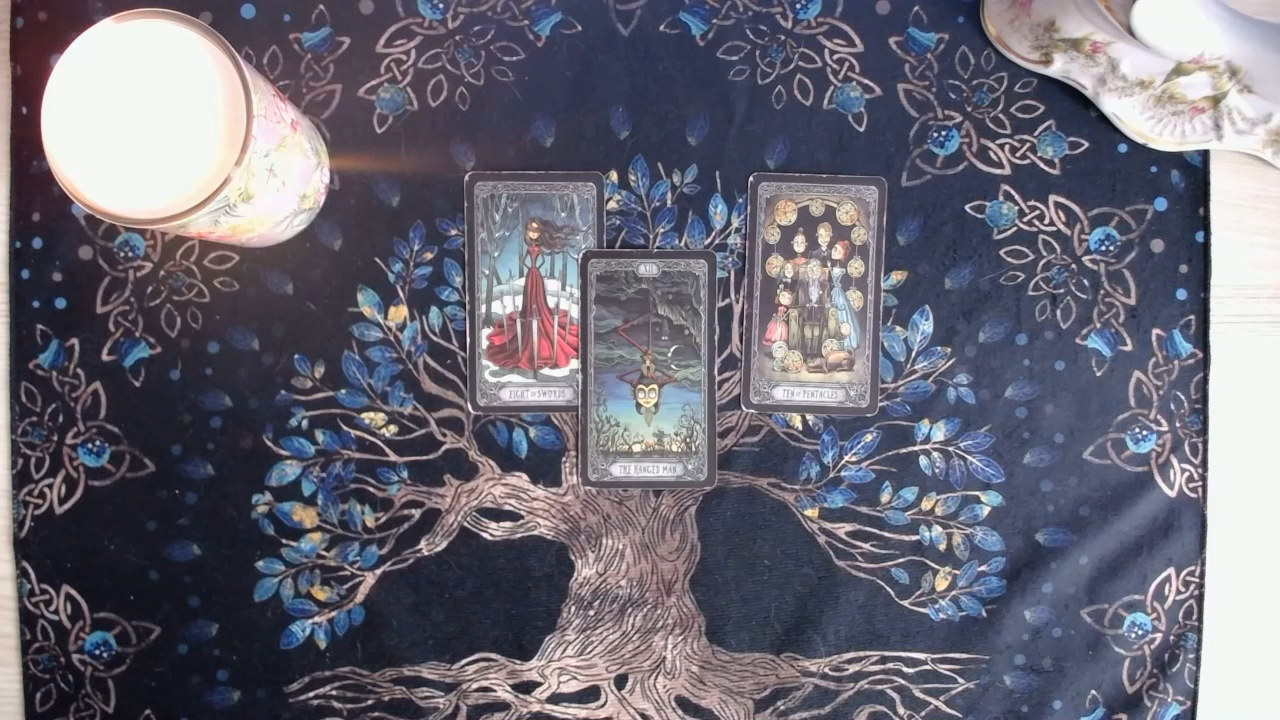 EIGHT OF SWORDS
XII
THE HANGED MAN
TEN OF PENTACLES